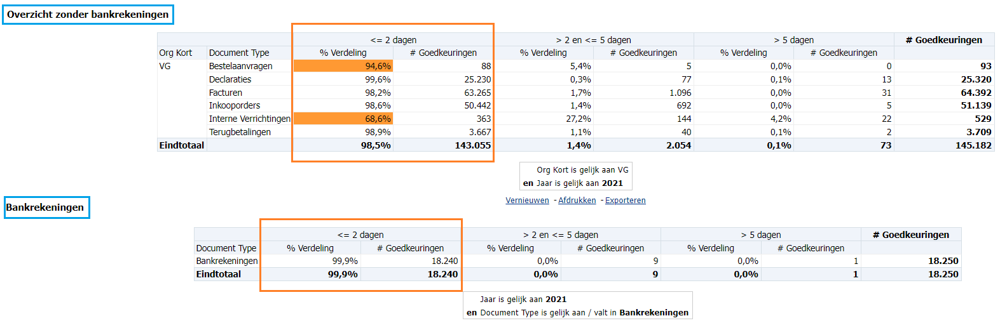 Overzicht zonder bankrekeningen
<= 2 dagen > 2 en <= 5 dagen > 5 dagen # Goedkeuringen
Org Kort Document Type % Verdeling # Goedkeuringen % Verdeling # Goedkeuringen % Verdeling # Goedkeuringen
VG Bestelaanvragen 94,6% 88 5,4% 5 0,0% 0 93
Declaraties 99,6% 25.230 0,3% 77 0,1% 13 25.320
Facturen 98,2% 63.265 1,7% 1.096 0,0% 31 64.392
Inkooporders 98,6% 50.442 1,4% 692 0,0% 5 51.139
Interne Verrichtingen 68,6% 363 27,2% 144 4,2% 22 529
Terugbetalingen 98,9% 3.667 1,1% 40 0,1% 2 3.709
Eindtotaal 98,5% 143.055 1,4% 2.054 0,1% 73 145.182
Org Kort is gelijk aan VG
en Jaar is gelijk aan 2021
Vernieuwen - Afdrukken - Exporteren
Bankrekeningen
<= 2 dagen > 2 en <= 5 dagen > 5 dagen # Goedkeuringen
Document Type % Verdeling # Goedkeuringen % Verdeling # Goedkeuringen % Verdeling # Goedkeuringen
Bankrekeningen 99,9% 18.240 0,0% 9 0,0% 1 18.250
Eindtotaal 99,9% 18.240 0,0% 9 0,0% 1 18.250
Jaar is gelijk aan 2021
en Document Type is gelijk aan / valt in Bankrekeningen